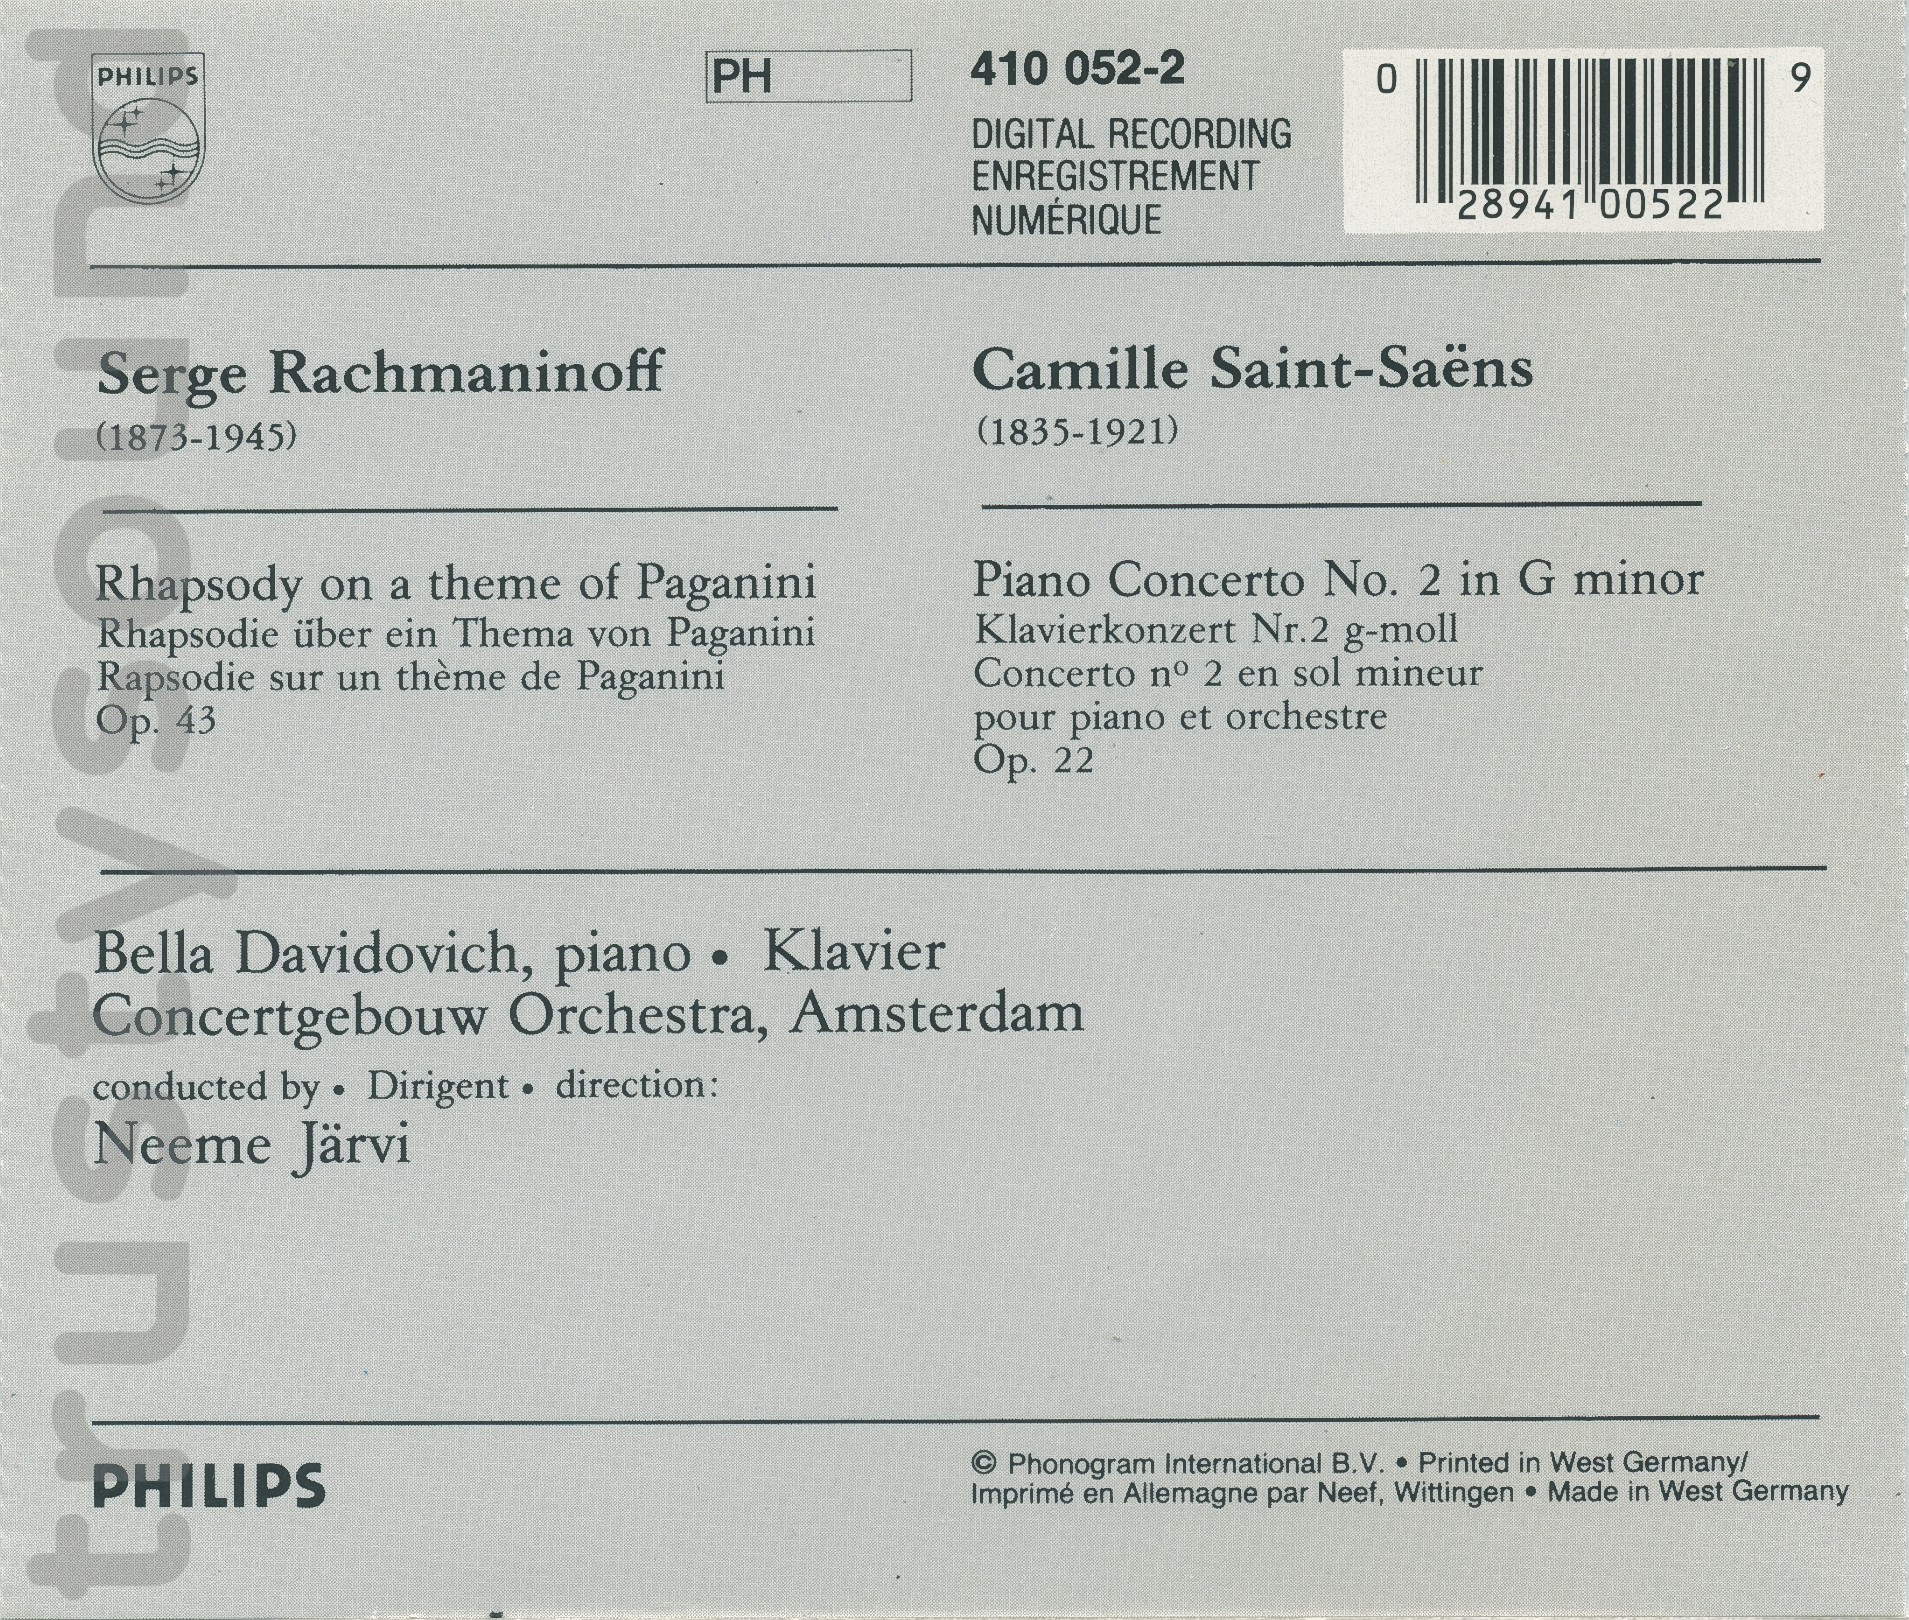 PHILIPS
PH
410 052-2
DIGITAL RECORDING
ENREGISTREMENT
NUMÉRIQUE
0 28941 00522 9
Serge Rachmaninoff
(1873-1945)
Rhapsody on a theme of Paganini
Rhapsodie über ein Thema von Paganini
Rapsodie sur un thème de Paganini
Op. 43
Camille Saint-Saëns
(1835-1921)
Piano Concerto No. 2 in G minor
Klavierkonzert Nr.2 g-moll
Concerto nº 2 en sol mineur
pour piano et orchestre
Op. 22
Bella Davidovich, piano • Klavier
Concertgebouw Orchestra, Amsterdam
conducted by • Dirigent • direction:
Neeme Järvi
PHILIPS
© Phonogram International B.V. • Printed in West Germany/
Imprimé en Allemagne par Neef, Wittingen • Made in West Germany
trustysound